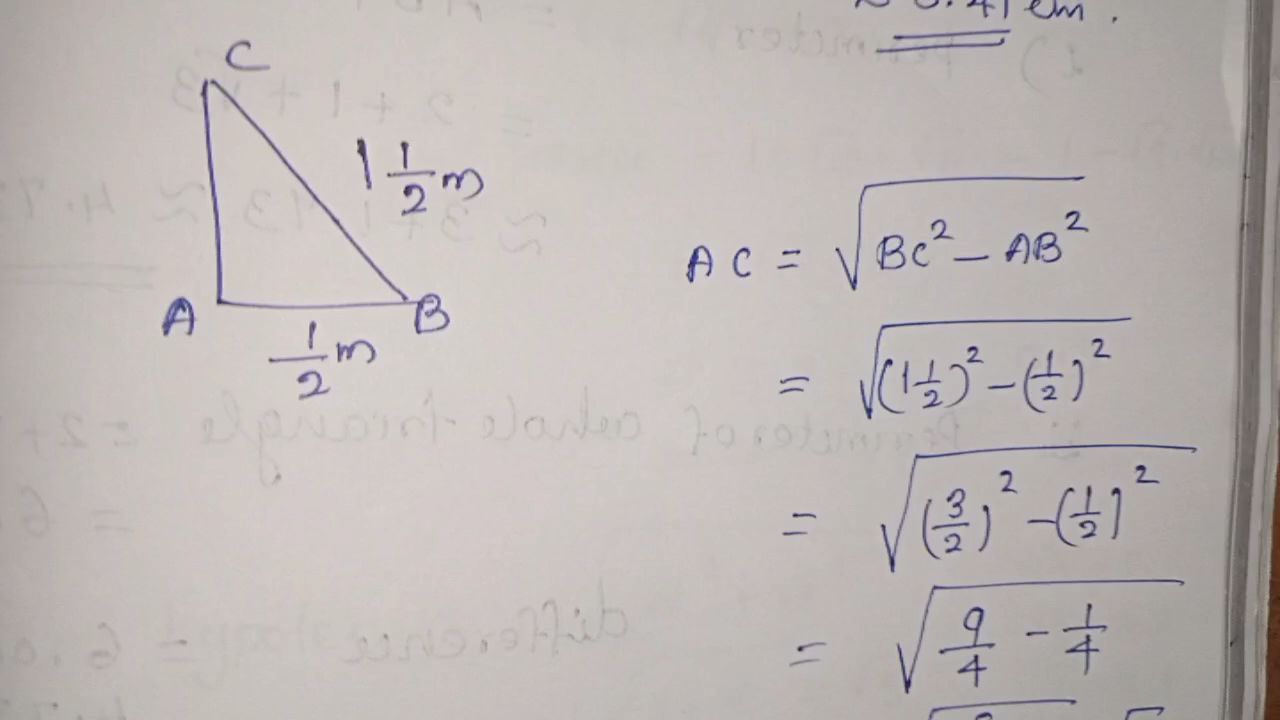 C
1 1/2 m
A
B
1/2 m
AC = √(BC² − AB²)
= √((1 1/2)² − (1/2)²)
= √((3/2)² − (1/2)²)
= √(9/4 − 1/4)